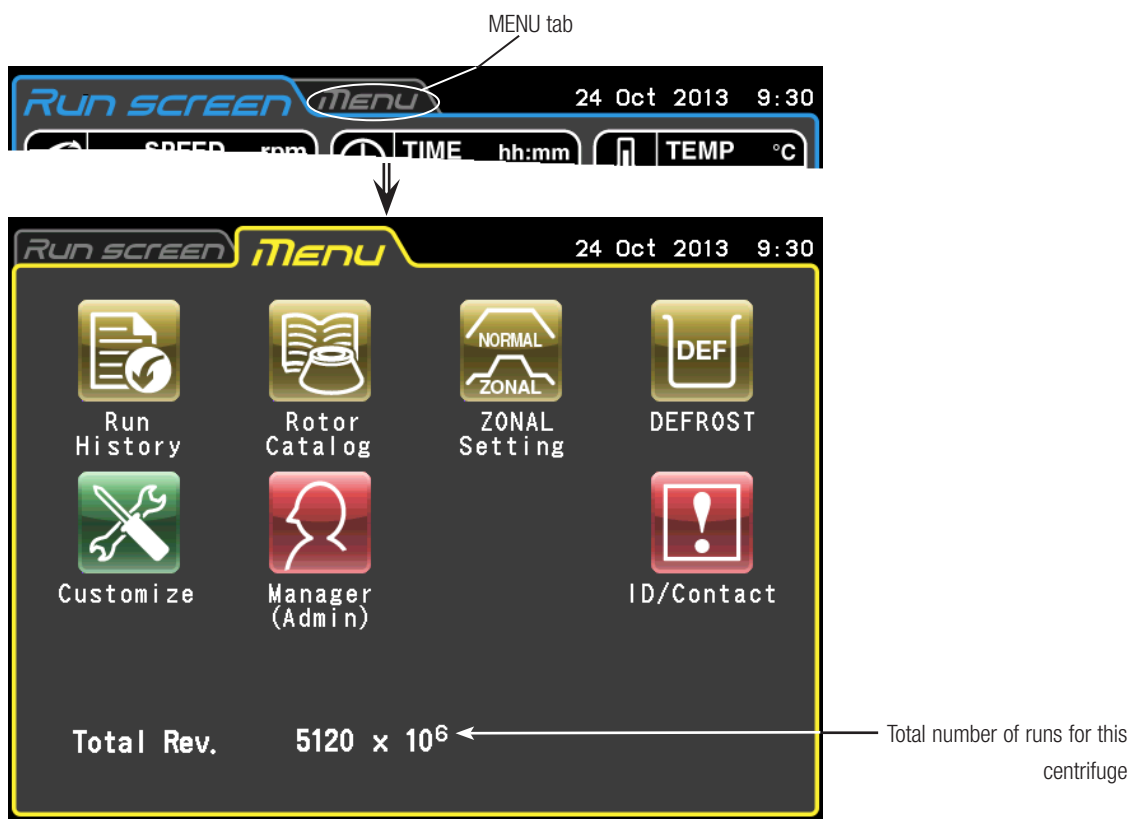 MENU tab
Run screen Menu 24 Oct 2013 9:30
SPEED rpm TIME hh:mm TEMP °C
Run screen Menu 24 Oct 2013 9:30
NORMAL
ZONAL
DEF
Run History
Rotor Catalog
ZONAL Setting
DEFROST
Customize
Manager (Admin)
ID/Contact
Total Rev. 5120 x 10⁶
Total number of runs for this
centrifuge